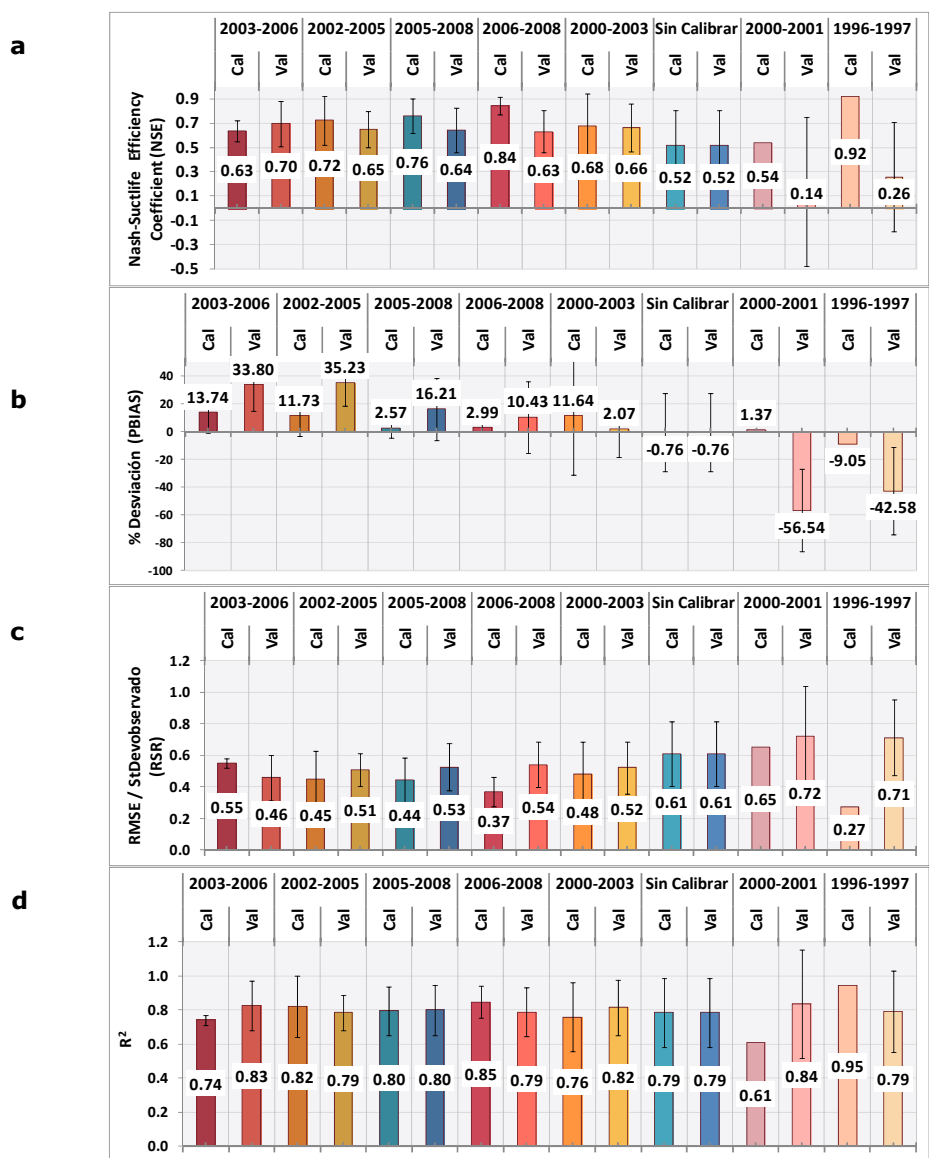 a
2003-2006 2002-2005 2005-2008 2006-2008 2000-2003 Sin Calibrar 2000-2001 1996-1997
Cal Val Cal Val Cal Val Cal Val Cal Val Cal Val Cal Val Cal Val
Nash-Suctlife Efficiency
Coefficient (NSE)
0.9
0.7
0.5
0.3
0.1
-0.1
-0.3
-0.5
0.63 0.70 0.72 0.65 0.76 0.64 0.84 0.63 0.68 0.66 0.52 0.52 0.54 0.14 0.92 0.26
b
2003-2006 2002-2005 2005-2008 2006-2008 2000-2003 Sin Calibrar 2000-2001 1996-1997
Cal Val Cal Val Cal Val Cal Val Cal Val Cal Val Cal Val Cal Val
% Desviación (PBIAS)
40
20
0
-20
-40
-60
-80
-100
13.74 33.80 11.73 35.23 2.57 16.21 2.99 10.43 11.64 2.07 -0.76 -0.76 1.37 -56.54 -9.05 -42.58
c
2003-2006 2002-2005 2005-2008 2006-2008 2000-2003 Sin Calibrar 2000-2001 1996-1997
Cal Val Cal Val Cal Val Cal Val Cal Val Cal Val Cal Val Cal Val
RMSE / StDevobservado
(RSR)
1.2
1.0
0.8
0.6
0.4
0.2
0.0
0.55 0.46 0.45 0.51 0.44 0.53 0.37 0.54 0.48 0.52 0.61 0.61 0.65 0.72 0.27 0.71
d
2003-2006 2002-2005 2005-2008 2006-2008 2000-2003 Sin Calibrar 2000-2001 1996-1997
Cal Val Cal Val Cal Val Cal Val Cal Val Cal Val Cal Val Cal Val
R²
1.2
1.0
0.8
0.6
0.4
0.2
0.0
0.74 0.83 0.82 0.79 0.80 0.80 0.85 0.79 0.76 0.82 0.79 0.79 0.61 0.84 0.95 0.79